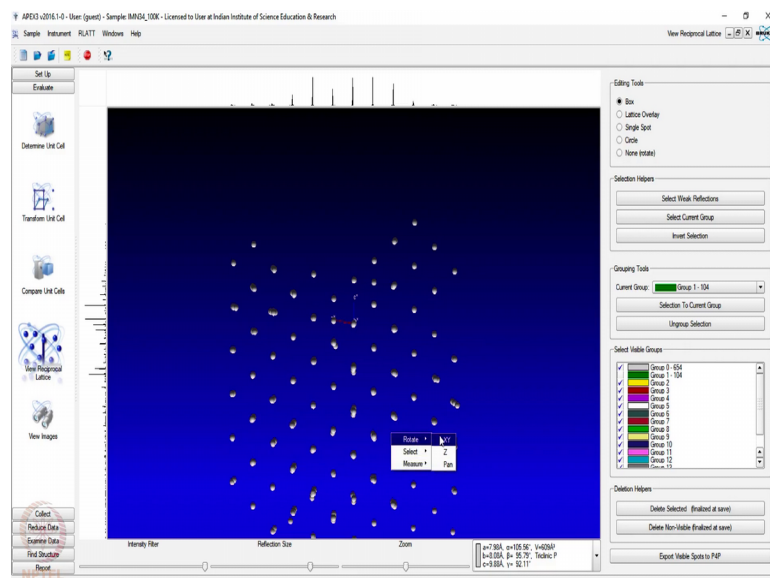 APEX3 v2016.1-0 - User: (guest) - Sample: IMN34_100K - Licensed to User at Indian Institute of Science Education & Research
Sample Instrument RLATT Windows Help
View Reciprocal Lattice
Set Up
Evaluate
Determine Unit Cell
Transform Unit Cell
Compare Unit Cells
View Reciprocal
Lattice
View Images
Collect
Reduce Data
Examine Data
Find Structure
Report
NPTEL
Rotate XY
Select Z
Measure Pan
Intensity Filter Reflection Size Zoom
a=7.98Å, α=105.56°, V=609Å³
b=8.08Å, β= 95.79°, Triclinic P
c=9.88Å, γ= 92.11°
Editing Tools
Box
Lattice Overlay
Single Spot
Circle
None (rotate)
Selection Helpers
Select Weak Reflections
Select Current Group
Invert Selection
Grouping Tools
Current Group: Group 1 - 104
Selection To Current Group
Ungroup Selection
Select Visible Groups
Group 0 - 654
Group 1 - 104
Group 2
Group 3
Group 4
Group 5
Group 6
Group 7
Group 8
Group 9
Group 10
Group 11
Group 12
Group 13
Deletion Helpers
Delete Selected (finalized at save)
Delete Non-Visible (finalized at save)
Export Visible Spots to P4P